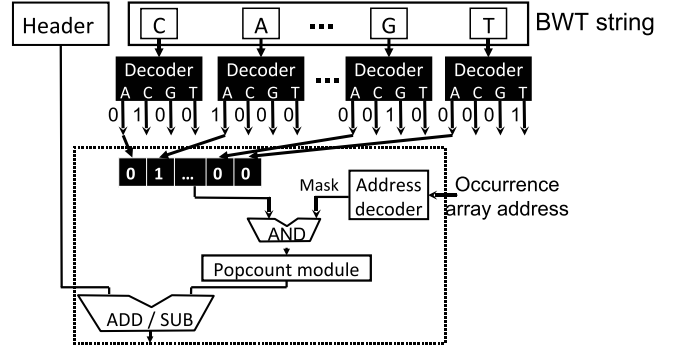 Header
C A ... G T
BWT string
Decoder Decoder ... Decoder Decoder
A C G T A C G T A C G T A C G T
0 1 0 0 1 0 0 0 0 0 1 0 0 0 0 1
0 1 ... 0 0
Mask
Address
decoder
Occurrence
array address
AND
Popcount module
ADD / SUB